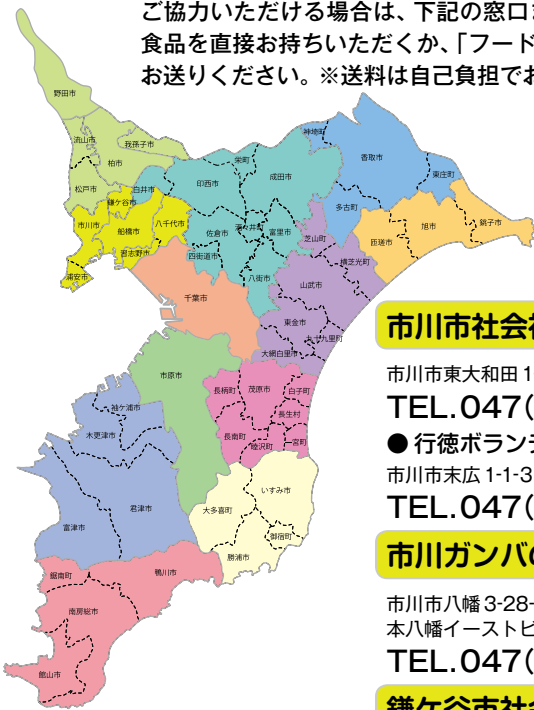 ご協力いただける場合は、下記の窓口ま
食品を直接お持ちいただくか、「フード
お送りください。※送料は自己負担でお
野田市
流山市
我孫子市
柏市
松戸市
鎌ケ谷市
白井市
市川市
船橋市
八千代市
習志野市
浦安市
印西市
栄町
成田市
佐倉市
酒々井町
富里市
四街道市
八街市
神崎町
香取市
東庄町
多古町
銚子市
旭市
匝瑳市
芝山町
横芝光町
山武市
東金市
九十九里町
大網白里市
千葉市
市原市
長柄町
茂原市
白子町
長生村
長南町
睦沢町
一宮町
袖ケ浦市
木更津市
君津市
富津市
いすみ市
大多喜町
御宿町
勝浦市
鋸南町
鴨川市
南房総市
館山市
市川市社会
市川市東大和田 1
TEL.047(
● 行徳ボラン
市川市末広 1-1-3
TEL.047(
市川ガンバの
市川市八幡 3-28-
本八幡イーストビ
TEL.047(
鎌ケ谷市社会